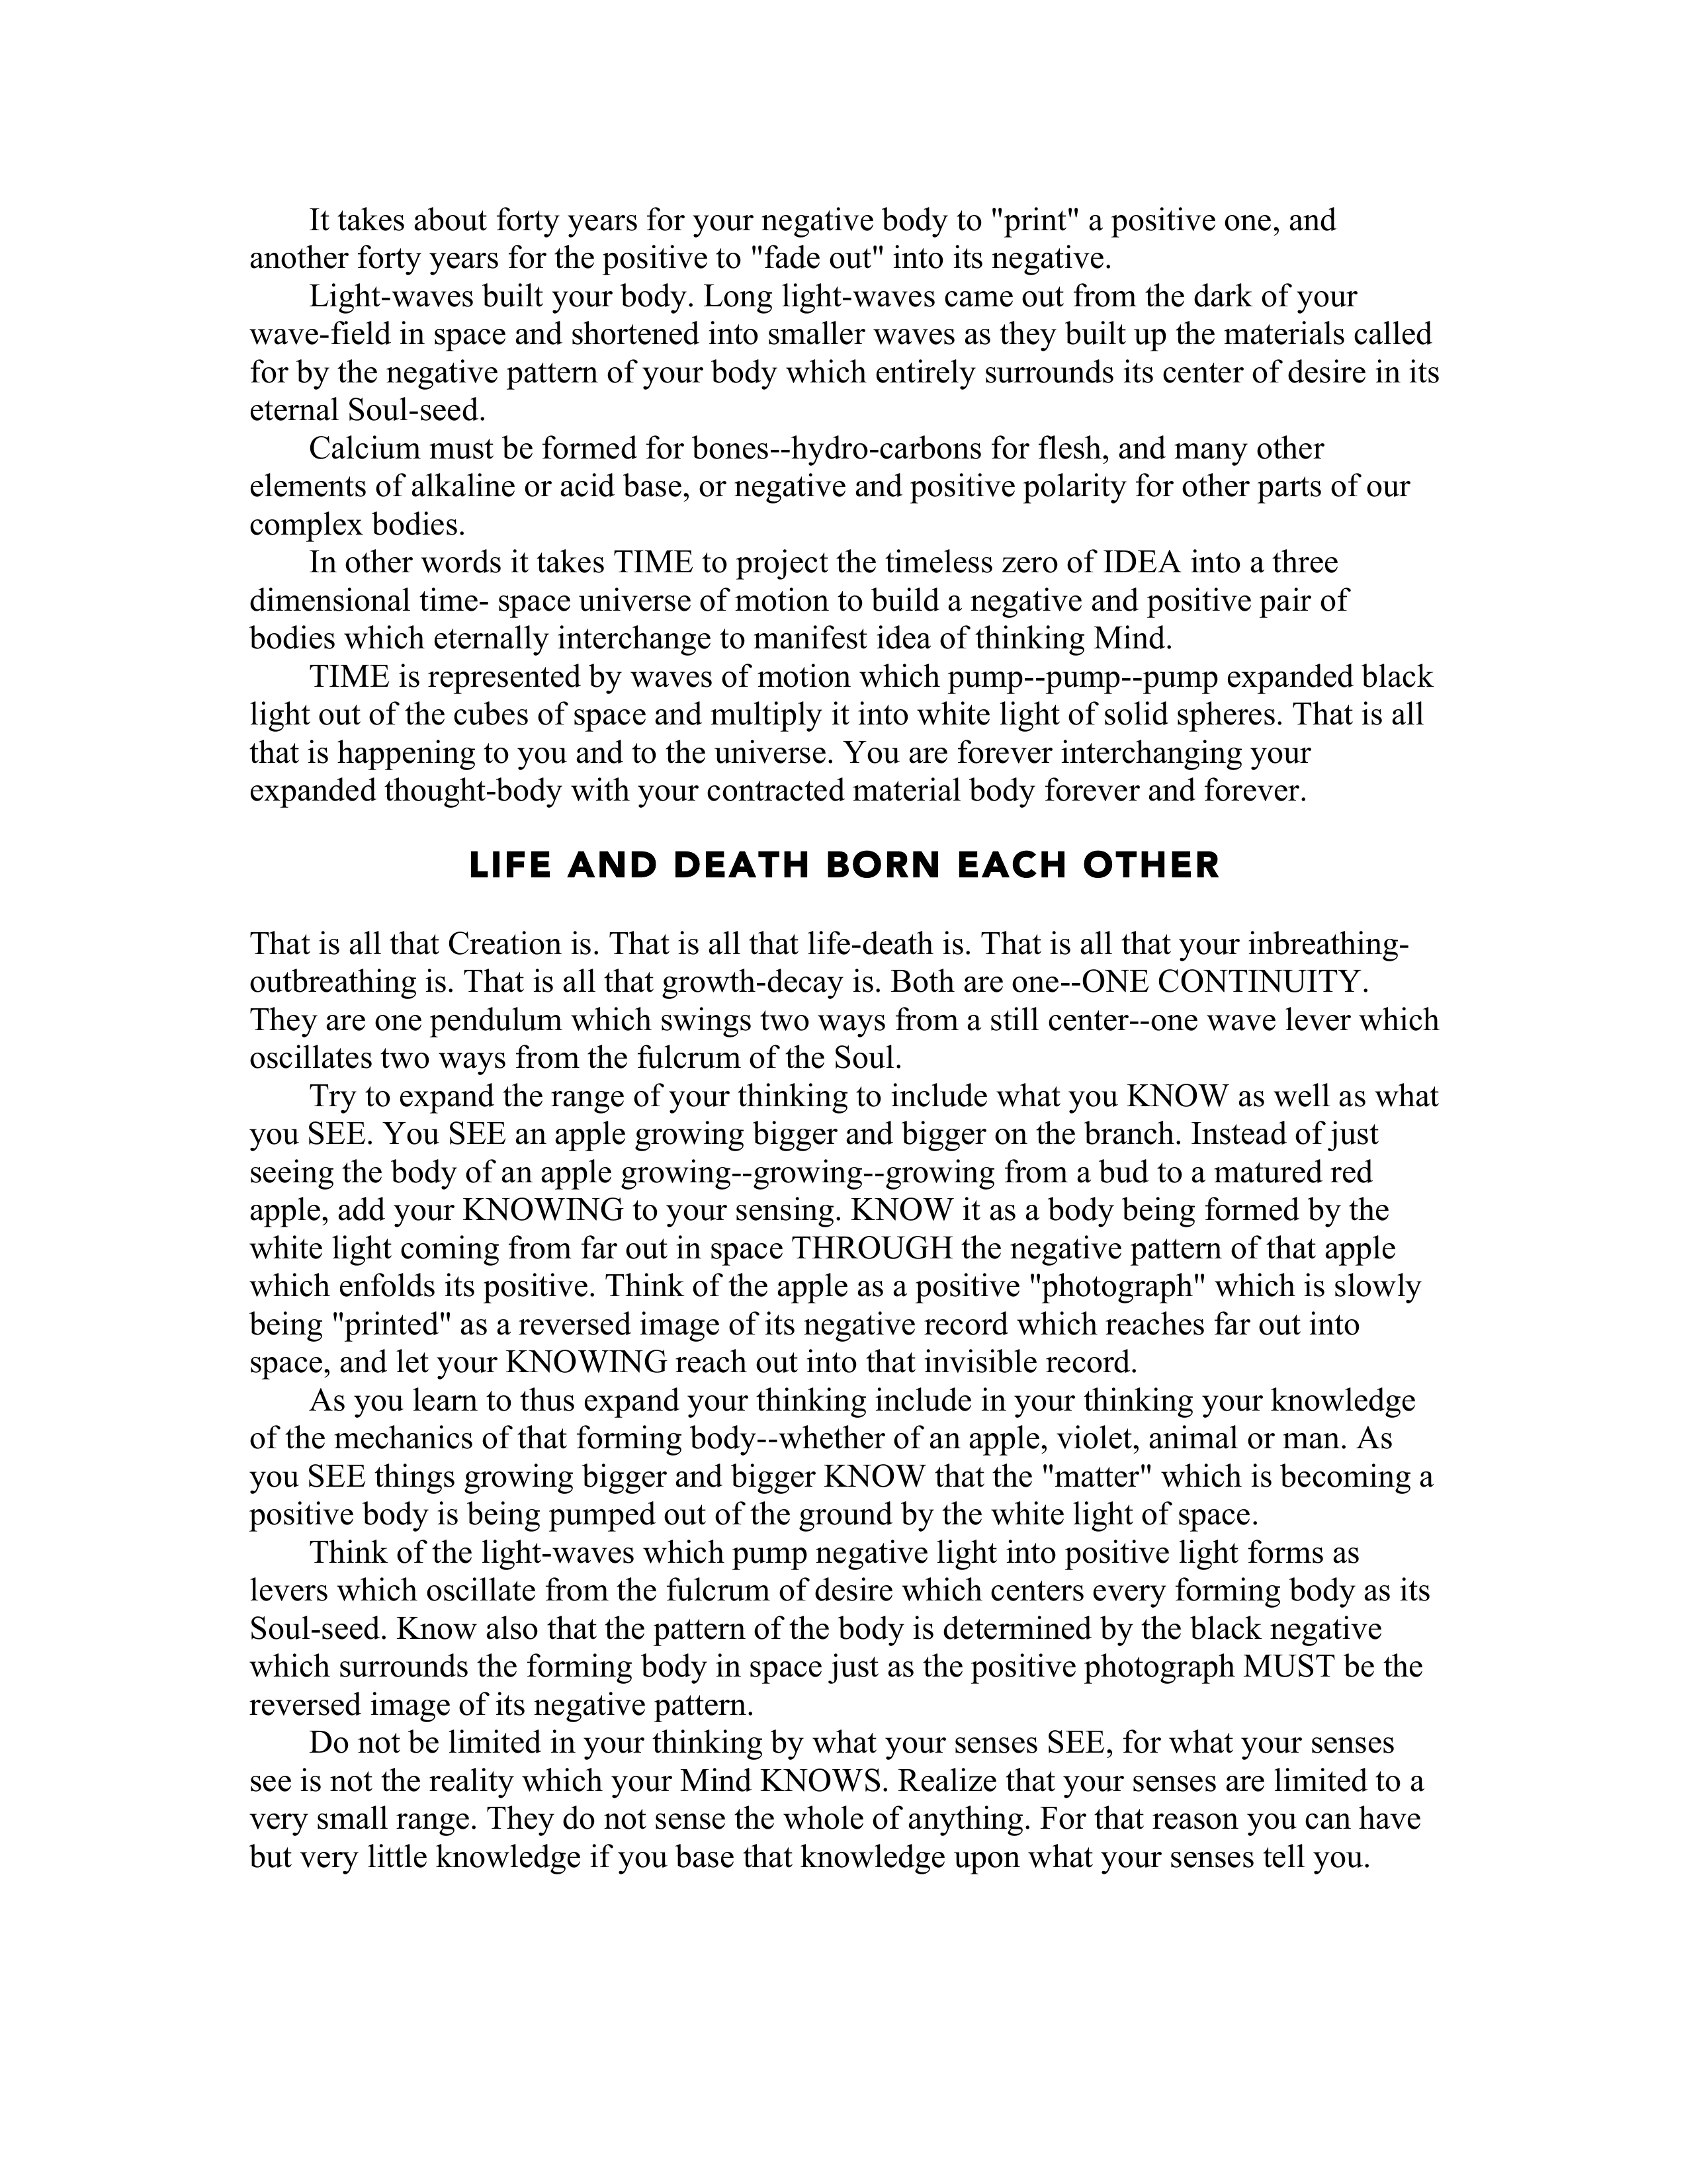 It takes about forty years for your negative body to "print" a positive one, and
another forty years for the positive to "fade out" into its negative.
Light-waves built your body. Long light-waves came out from the dark of your
wave-field in space and shortened into smaller waves as they built up the materials called
for by the negative pattern of your body which entirely surrounds its center of desire in its
eternal Soul-seed.
Calcium must be formed for bones--hydro-carbons for flesh, and many other
elements of alkaline or acid base, or negative and positive polarity for other parts of our
complex bodies.
In other words it takes TIME to project the timeless zero of IDEA into a three
dimensional time- space universe of motion to build a negative and positive pair of
bodies which eternally interchange to manifest idea of thinking Mind.
TIME is represented by waves of motion which pump--pump--pump expanded black
light out of the cubes of space and multiply it into white light of solid spheres. That is all
that is happening to you and to the universe. You are forever interchanging your
expanded thought-body with your contracted material body forever and forever.
LIFE AND DEATH BORN EACH OTHER
That is all that Creation is. That is all that life-death is. That is all that your inbreathing-
outbreathing is. That is all that growth-decay is. Both are one--ONE CONTINUITY.
They are one pendulum which swings two ways from a still center--one wave lever which
oscillates two ways from the fulcrum of the Soul.
Try to expand the range of your thinking to include what you KNOW as well as what
you SEE. You SEE an apple growing bigger and bigger on the branch. Instead of just
seeing the body of an apple growing--growing--growing from a bud to a matured red
apple, add your KNOWING to your sensing. KNOW it as a body being formed by the
white light coming from far out in space THROUGH the negative pattern of that apple
which enfolds its positive. Think of the apple as a positive "photograph" which is slowly
being "printed" as a reversed image of its negative record which reaches far out into
space, and let your KNOWING reach out into that invisible record.
As you learn to thus expand your thinking include in your thinking your knowledge
of the mechanics of that forming body--whether of an apple, violet, animal or man. As
you SEE things growing bigger and bigger KNOW that the "matter" which is becoming a
positive body is being pumped out of the ground by the white light of space.
Think of the light-waves which pump negative light into positive light forms as
levers which oscillate from the fulcrum of desire which centers every forming body as its
Soul-seed. Know also that the pattern of the body is determined by the black negative
which surrounds the forming body in space just as the positive photograph MUST be the
reversed image of its negative pattern.
Do not be limited in your thinking by what your senses SEE, for what your senses
see is not the reality which your Mind KNOWS. Realize that your senses are limited to a
very small range. They do not sense the whole of anything. For that reason you can have
but very little knowledge if you base that knowledge upon what your senses tell you.